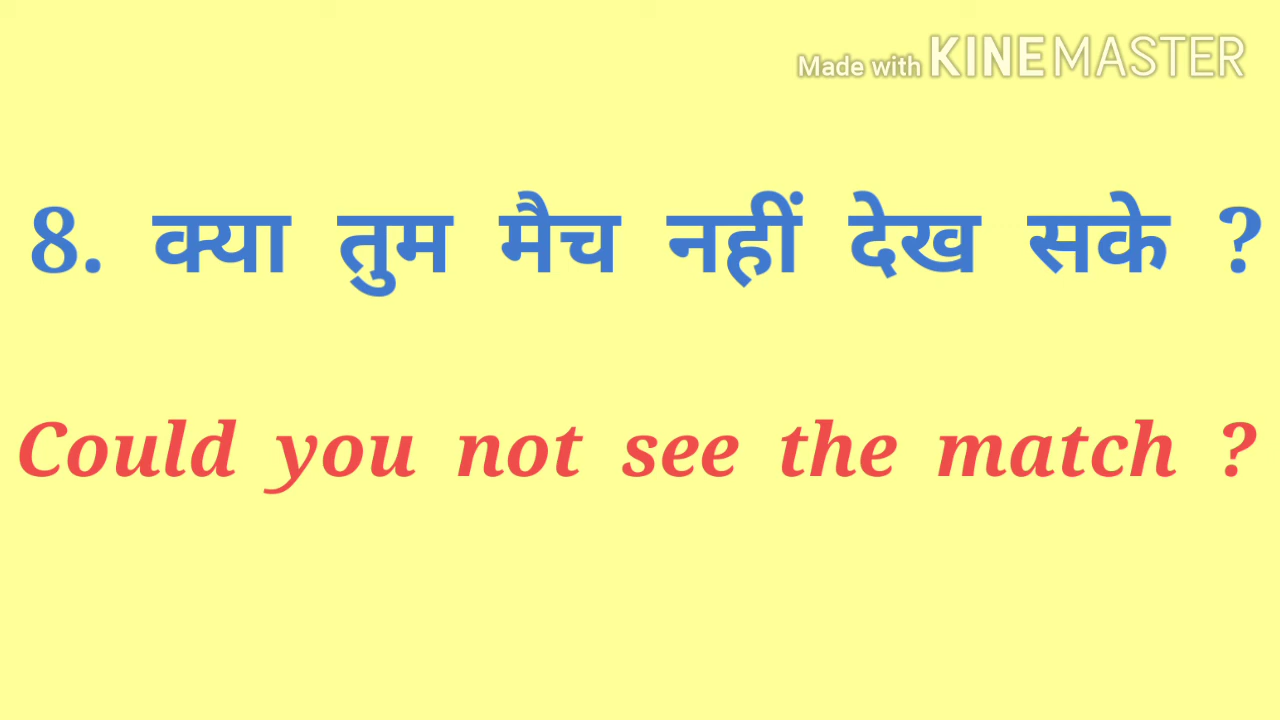 Made with KINEMASTER
8. क्या तुम मैच नहीं देख सके ?
Could you not see the match ?